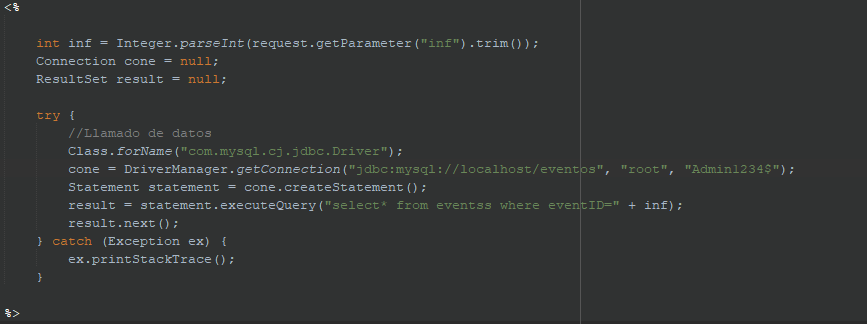 <%
int inf = Integer.parseInt(request.getParameter("inf").trim());
Connection cone = null;
ResultSet result = null;
try {
//Llamado de datos
Class.forName("com.mysql.cj.jdbc.Driver");
cone = DriverManager.getConnection("jdbc:mysql://localhost/eventos", "root", "Admin1234$");
Statement statement = cone.createStatement();
result = statement.executeQuery("select* from eventss where eventID=" + inf);
result.next();
} catch (Exception ex) {
ex.printStackTrace();
}
%>